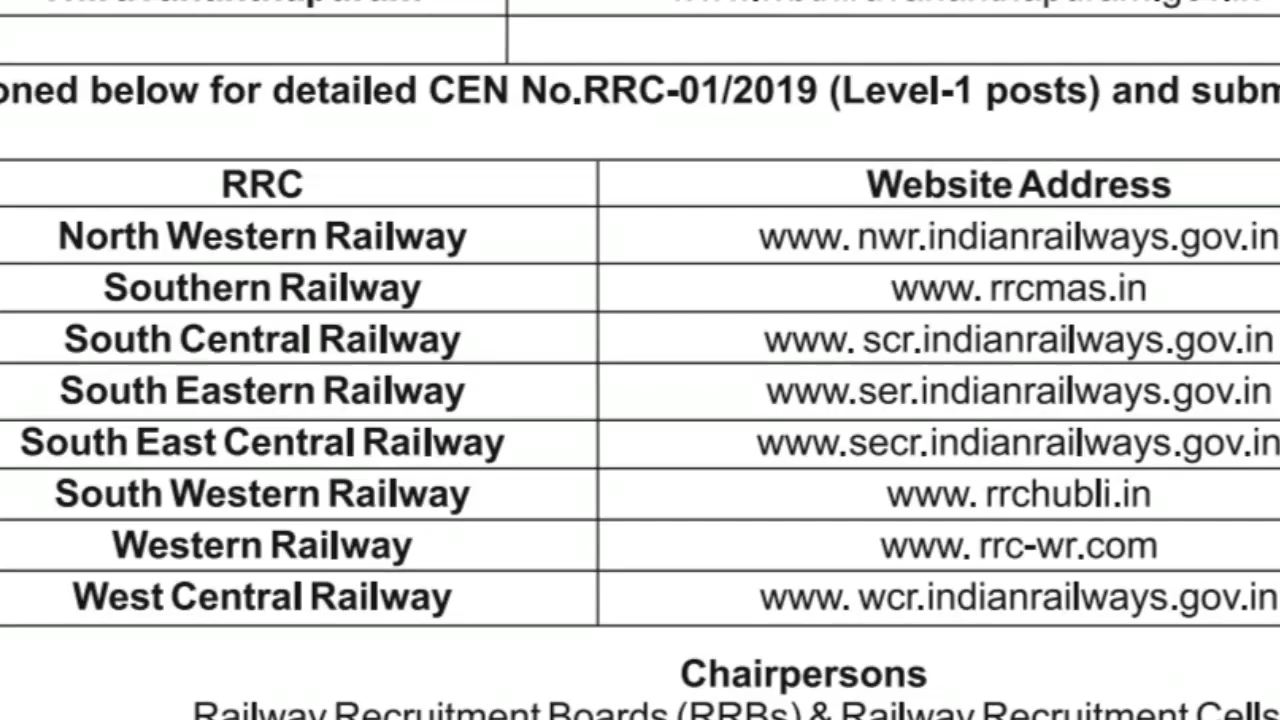 oned below for detailed CEN No.RRC-01/2019 (Level-1 posts) and subm
RRC Website Address
North Western Railway www. nwr.indianrailways.gov.in
Southern Railway www. rrcmas.in
South Central Railway www. scr.indianrailways.gov.in
South Eastern Railway www.ser.indianrailways.gov.in
South East Central Railway www.secr.indianrailways.gov.in
South Western Railway www. rrchubli.in
Western Railway www. rrc-wr.com
West Central Railway www. wcr.indianrailways.gov.in
Chairpersons
Railway Recruitment Boards (RRBs) & Railway Recruitment Cells